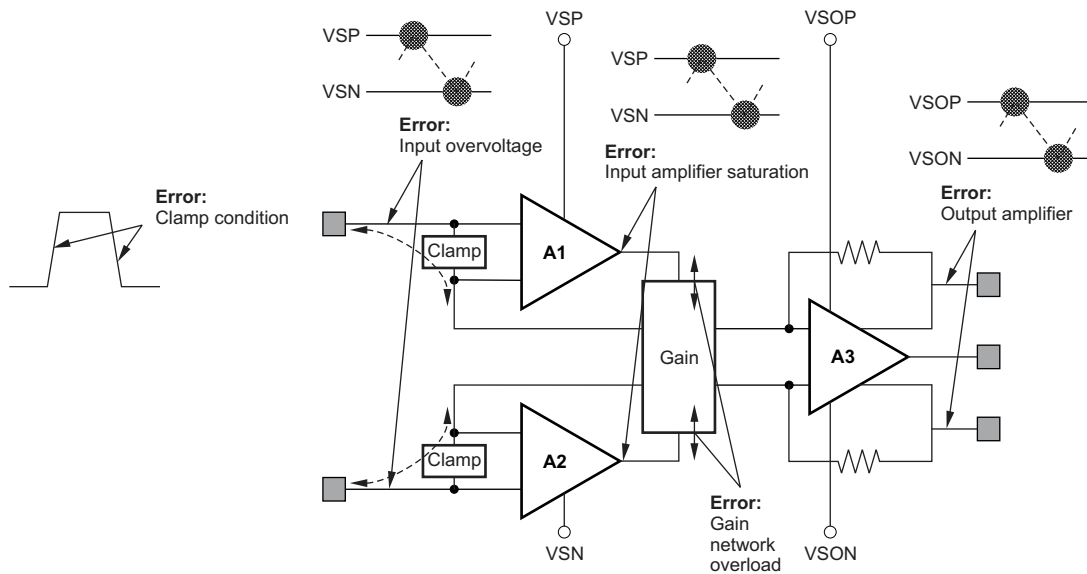 VSP
VSOP
VSP
VSN
VSP
VSN
VSOP
VSON
Error:
Input overvoltage
Error:
Input amplifier saturation
Error:
Output amplifier
Error:
Clamp condition
Clamp
A1
Gain
A3
Clamp
A2
Error:
Gain
network
overload
VSN
VSON